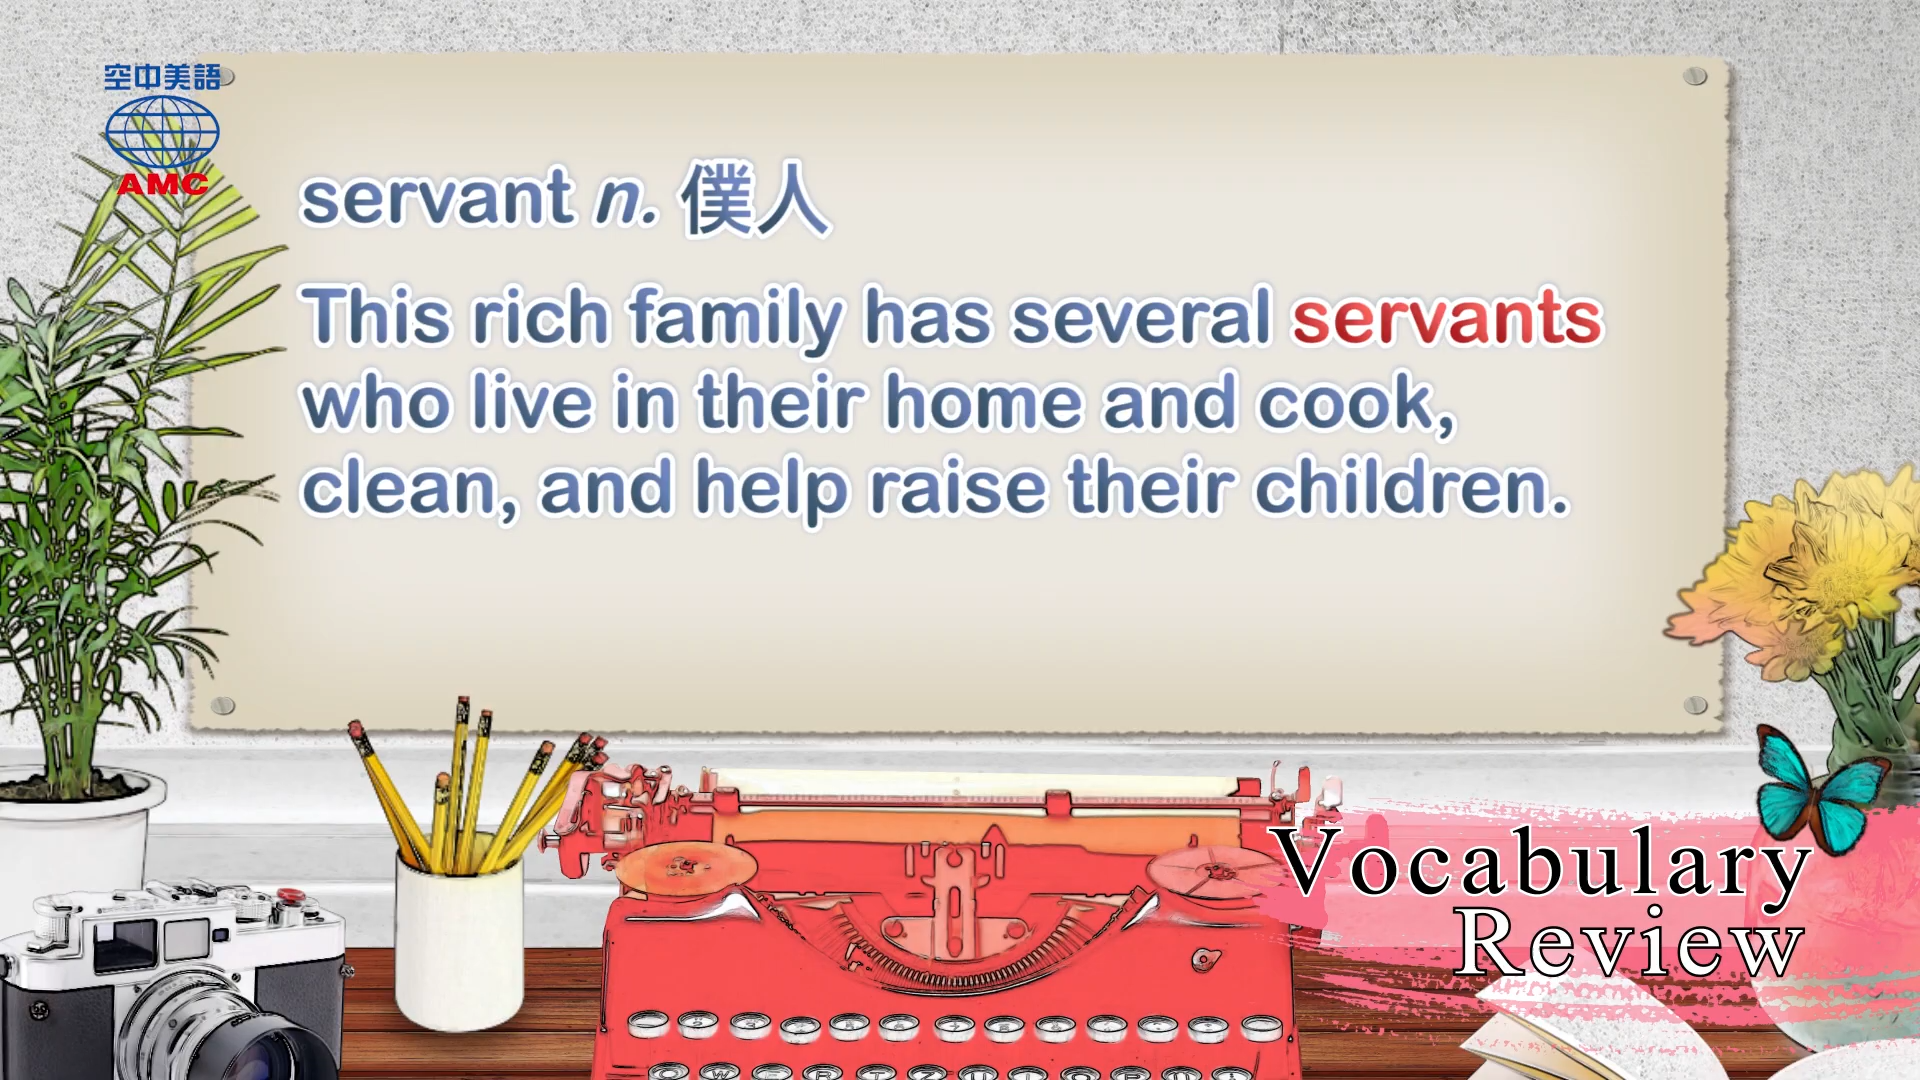 空中美語
AMC
servant n. 僕人
This rich family has several servants
who live in their home and cook,
clean, and help raise their children.
Vocabulary
Review